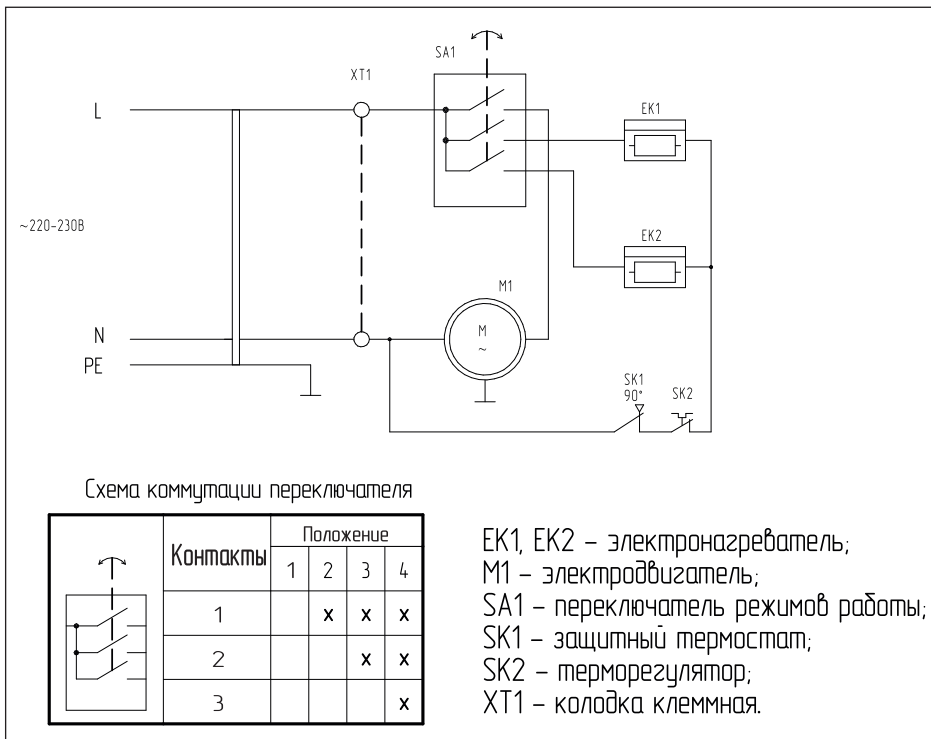 SA1
XT1
L
EK1
~220-230В
EK2
M1
N
M
~
PE
SK1
90°
SK2
Схема коммутации переключателя
Контакты
Положение
1 2 3 4
1 x x x
2 x x
3 x
EK1, EK2 – электронагреватель;
M1 – электродвигатель;
SA1 – переключатель режимов работы;
SK1 – защитный термостат;
SK2 – терморегулятор;
XT1 – колодка клеммная.